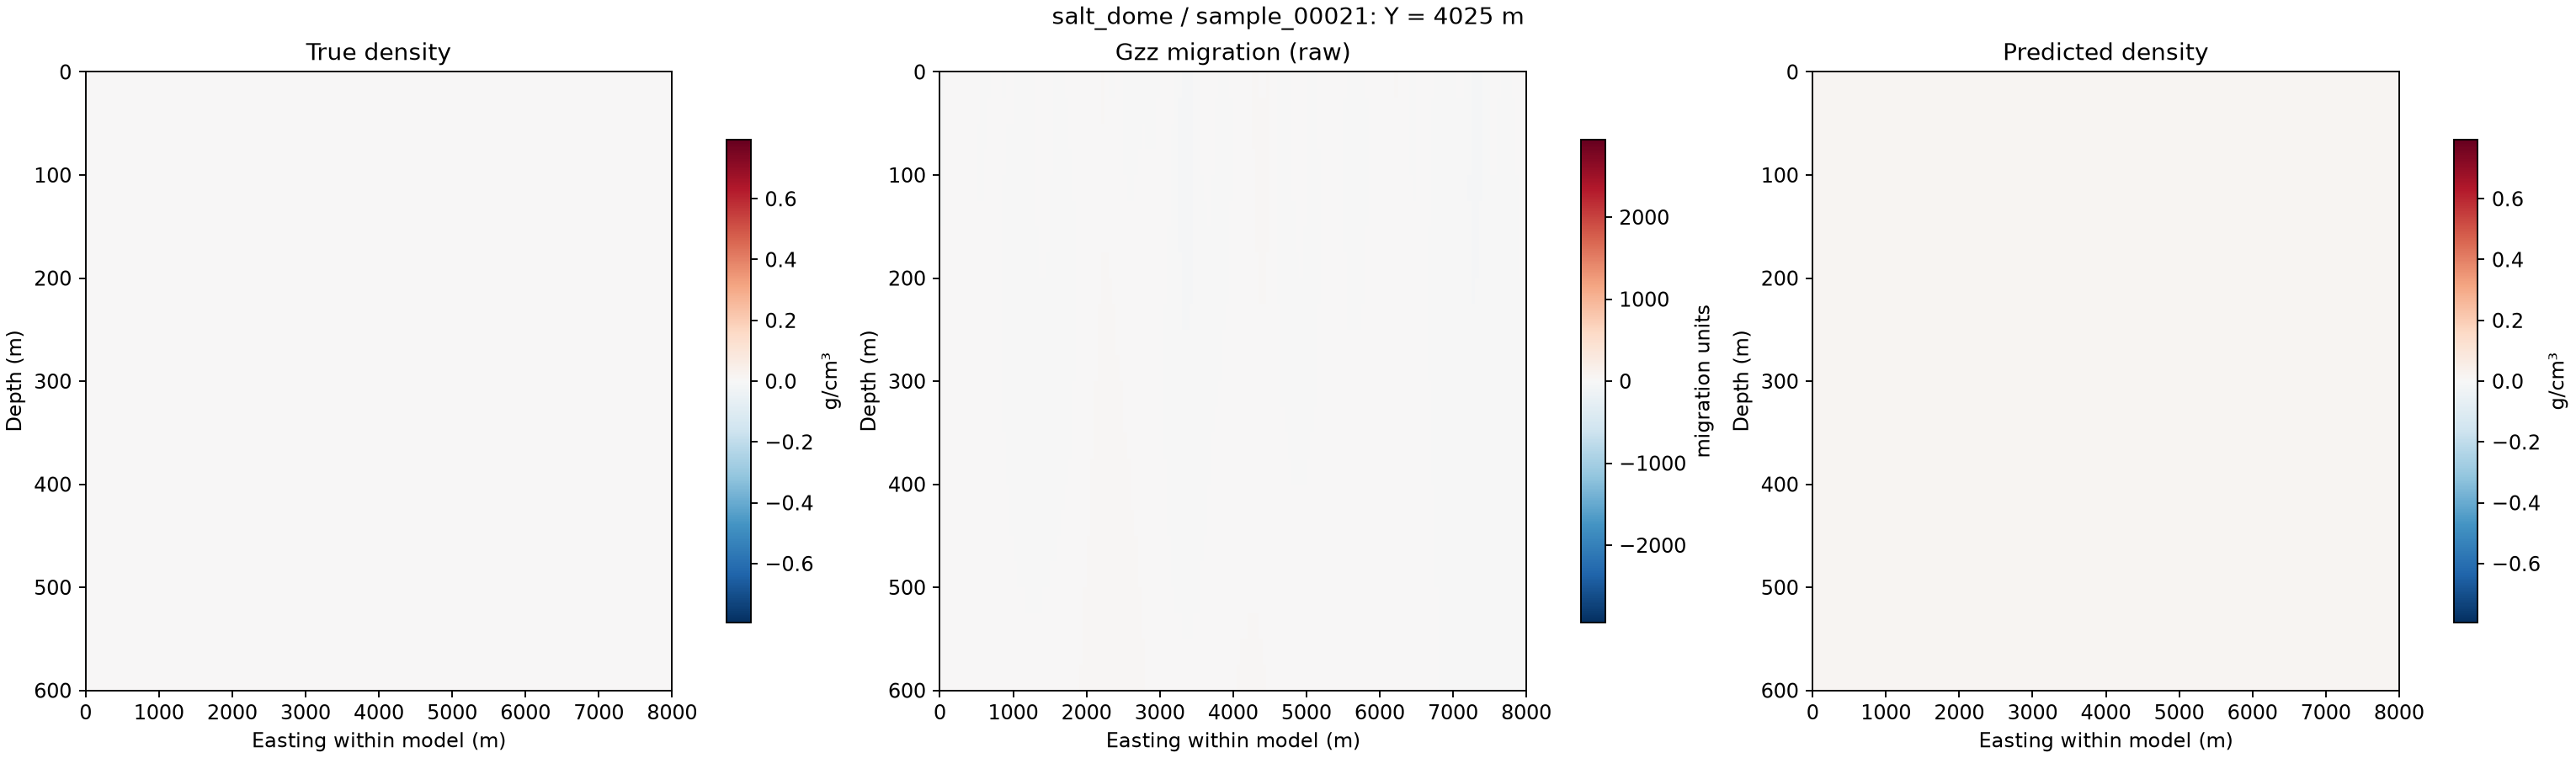 salt_dome / sample_00021: Y = 4025 m
True density
0
100
200
300
400
500
600
Depth (m)
0 1000 2000 3000 4000 5000 6000 7000 8000
Easting within model (m)
0.6
0.4
0.2
0.0
−0.2
−0.4
−0.6
g/cm³
Gzz migration (raw)
0
100
200
300
400
500
600
Depth (m)
0 1000 2000 3000 4000 5000 6000 7000 8000
Easting within model (m)
2000
1000
0
−1000
−2000
migration units
Predicted density
0
100
200
300
400
500
600
Depth (m)
0 1000 2000 3000 4000 5000 6000 7000 8000
Easting within model (m)
0.6
0.4
0.2
0.0
−0.2
−0.4
−0.6
g/cm³